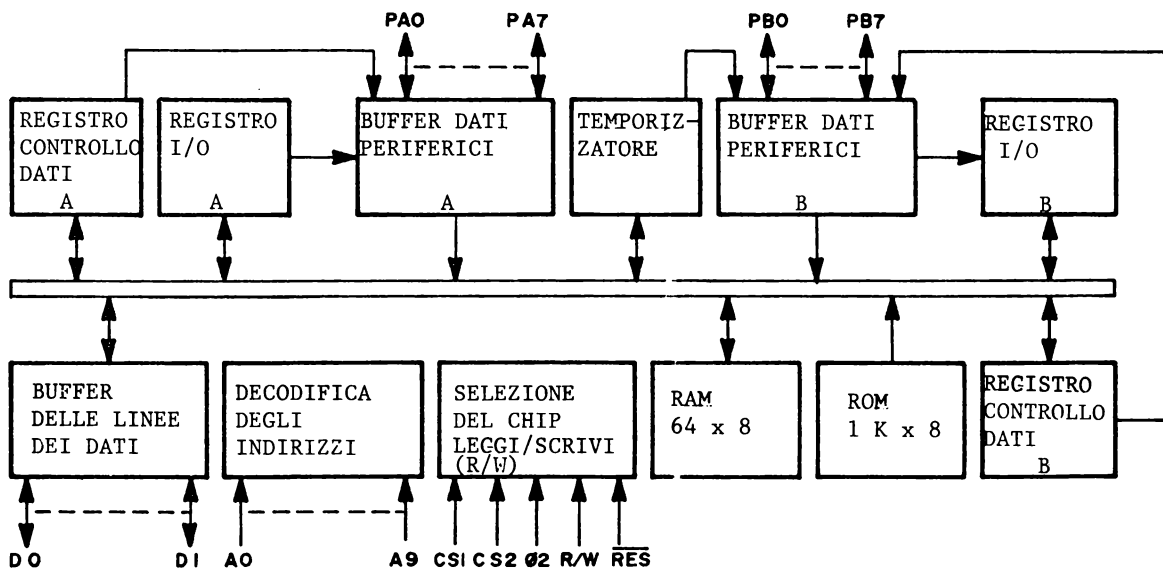 PA0 PA7 PB0 PB7
REGISTRO
CONTROLLO
DATI
A
REGISTRO
I/O
A
BUFFER DATI
PERIFERICI
A
TEMPORIZ-
ZATORE
BUFFER DATI
PERIFERICI
B
REGISTRO
I/O
B
BUFFER
DELLE LINEE
DEI DATI
DECODIFICA
DEGLI
INDIRIZZI
SELEZIONE
DEL CHIP
LEGGI/SCRIVI
(R/W)
RAM
64 x 8
ROM
1 K x 8
REGISTRO
CONTROLLO
DATI
B
D0 D1 A0 A9 CS1 CS2 Ø2 R/W R̅E̅S̅